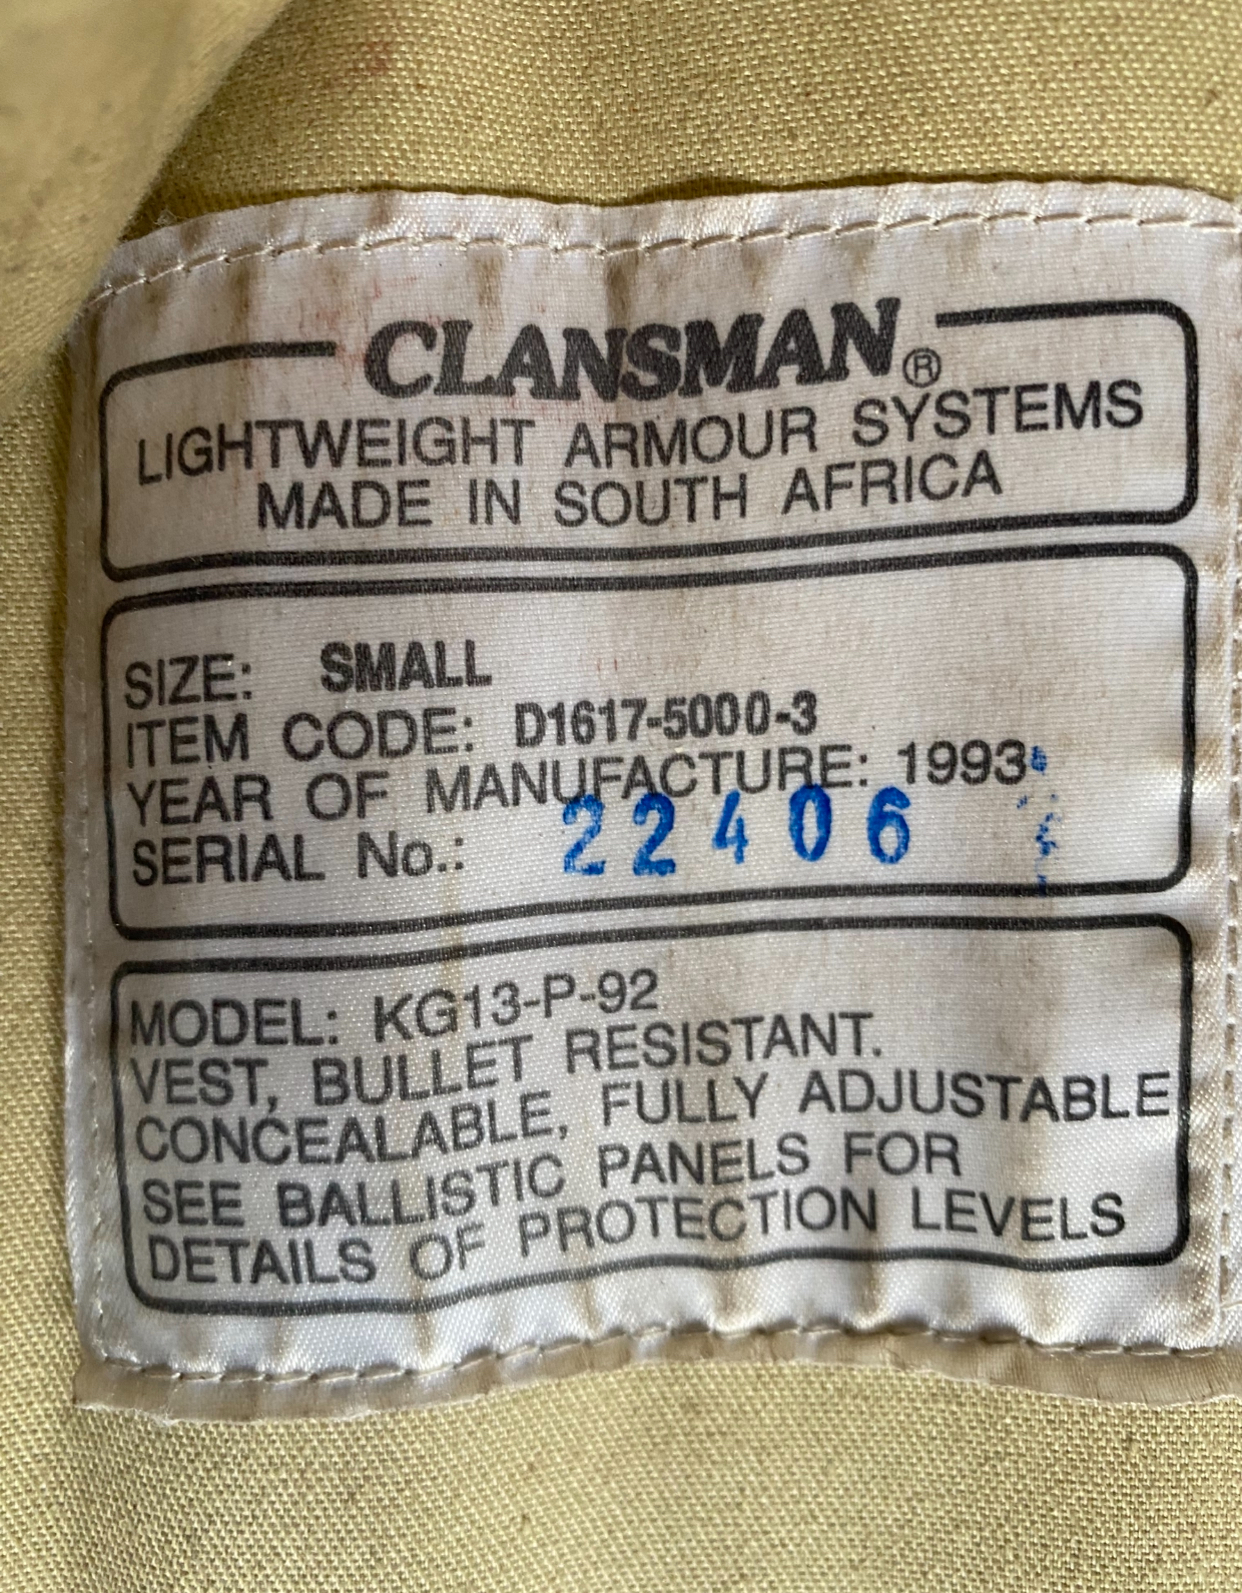 CLANSMAN®
LIGHTWEIGHT ARMOUR SYSTEMS
MADE IN SOUTH AFRICA
SIZE: SMALL
ITEM CODE: D1617-5000-3
YEAR OF MANUFACTURE: 1993
SERIAL No.: 22406
MODEL: KG13-P-92
VEST, BULLET RESISTANT.
CONCEALABLE, FULLY ADJUSTABLE
SEE BALLISTIC PANELS FOR
DETAILS OF PROTECTION LEVELS